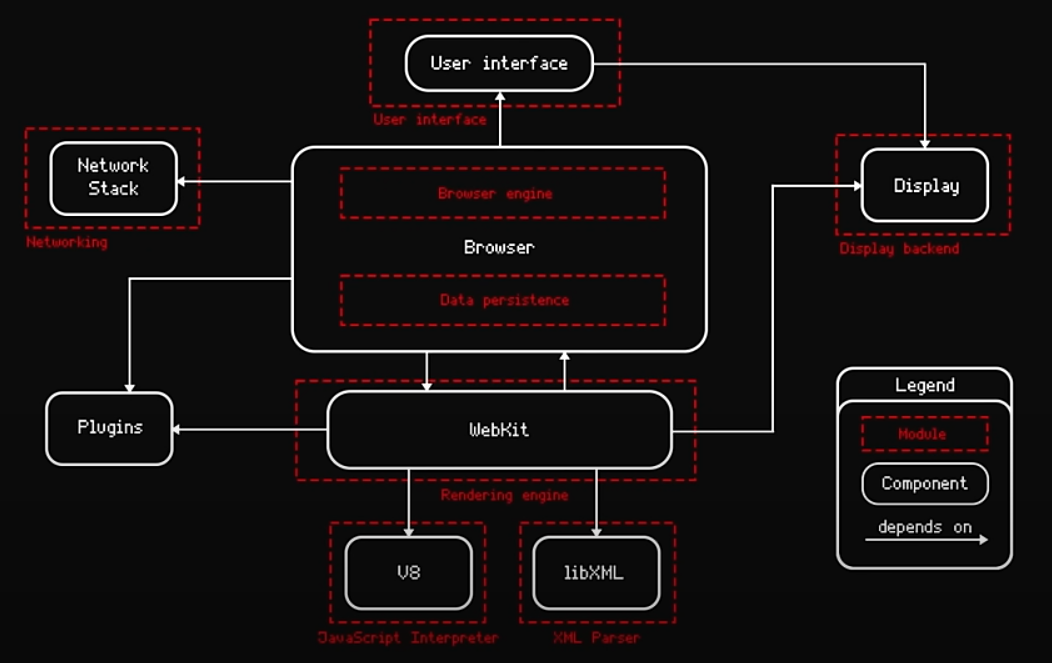 User interface
User interface
Network
Stack
Networking
Browser engine
Browser
Data persistence
Display
Display backend
Plugins
WebKit
Rendering engine
V8
JavaScript Interpreter
libXML
XML Parser
Legend
Module
Component
depends on